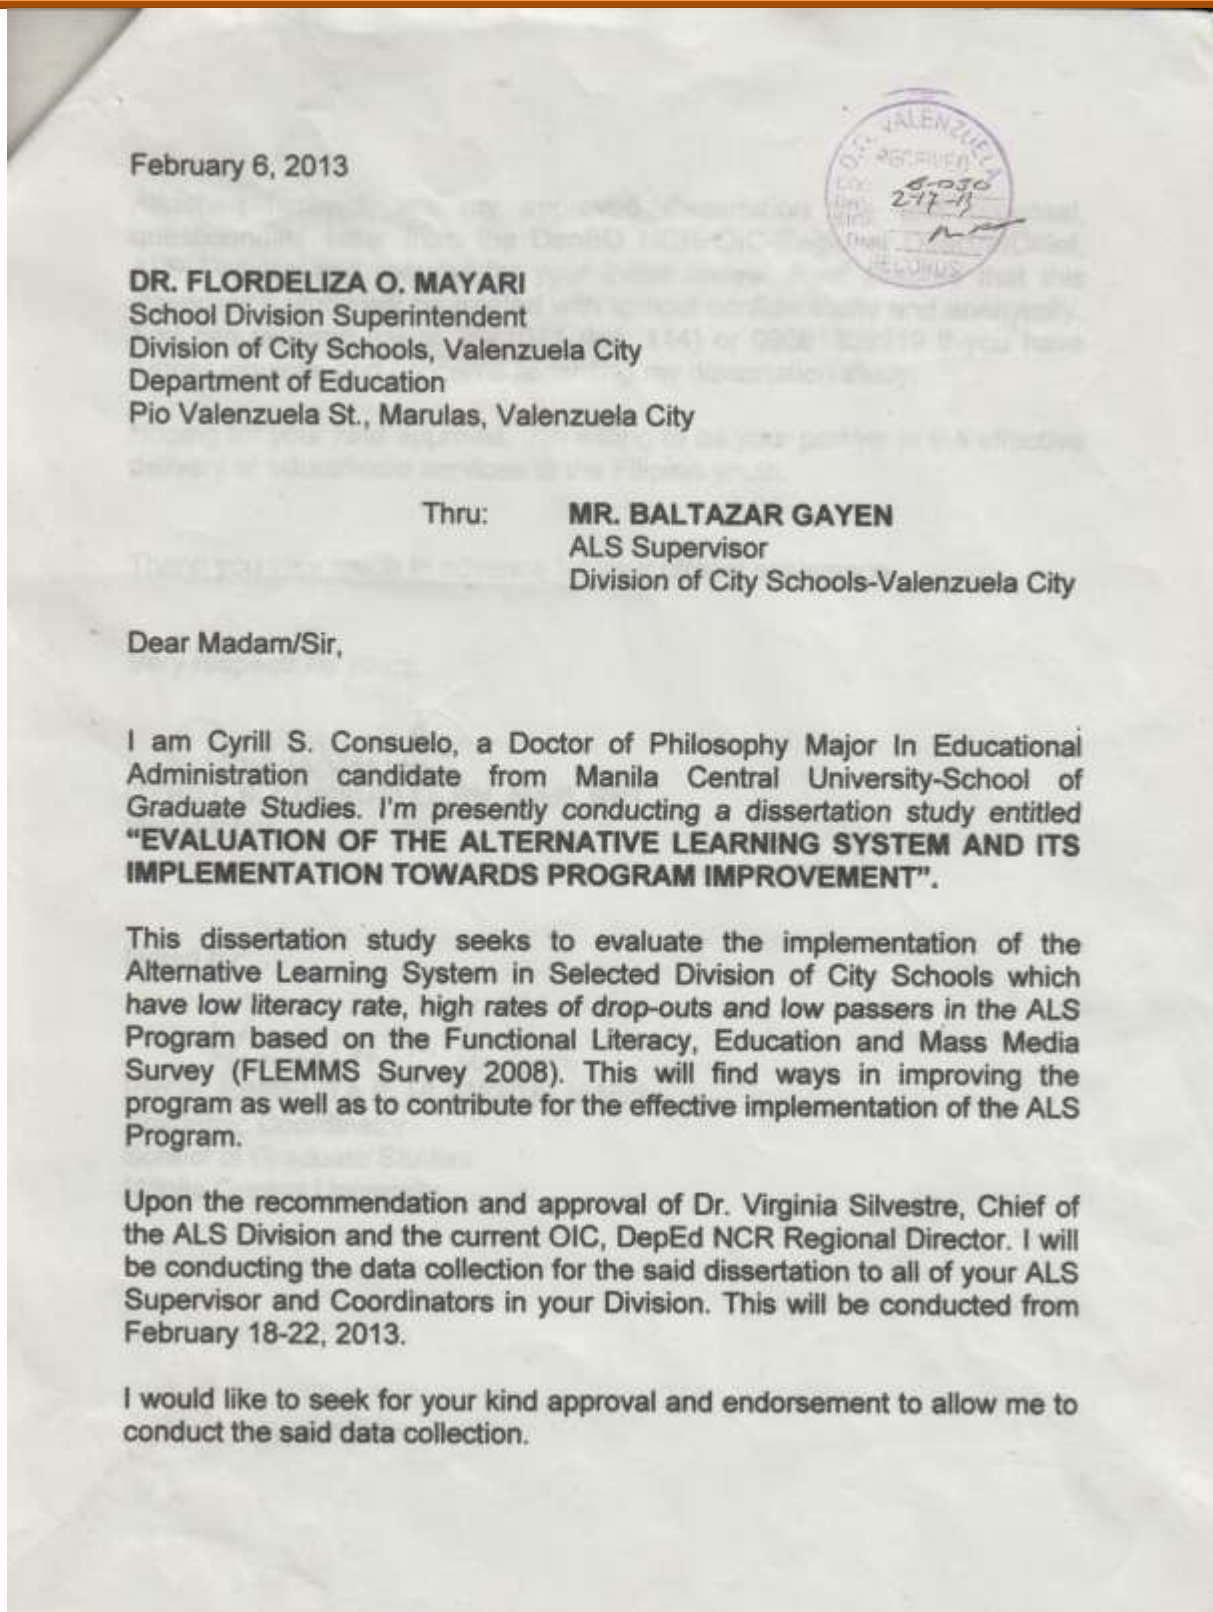 VALENZUELA
RECEIVED
2-17-13
RECORDS
February 6, 2013
DR. FLORDELIZA O. MAYARI
School Division Superintendent
Division of City Schools, Valenzuela City
Department of Education
Pio Valenzuela St., Marulas, Valenzuela City
Thru: MR. BALTAZAR GAYEN
ALS Supervisor
Division of City Schools-Valenzuela City
Dear Madam/Sir,
I am Cyrill S. Consuelo, a Doctor of Philosophy Major In Educational
Administration candidate from Manila Central University-School of
Graduate Studies. I'm presently conducting a dissertation study entitled
“EVALUATION OF THE ALTERNATIVE LEARNING SYSTEM AND ITS
IMPLEMENTATION TOWARDS PROGRAM IMPROVEMENT”.
This dissertation study seeks to evaluate the implementation of the
Alternative Learning System in Selected Division of City Schools which
have low literacy rate, high rates of drop-outs and low passers in the ALS
Program based on the Functional Literacy, Education and Mass Media
Survey (FLEMMS Survey 2008). This will find ways in improving the
program as well as to contribute for the effective implementation of the ALS
Program.
Upon the recommendation and approval of Dr. Virginia Silvestre, Chief of
the ALS Division and the current OIC, DepEd NCR Regional Director. I will
be conducting the data collection for the said dissertation to all of your ALS
Supervisor and Coordinators in your Division. This will be conducted from
February 18-22, 2013.
I would like to seek for your kind approval and endorsement to allow me to
conduct the said data collection.